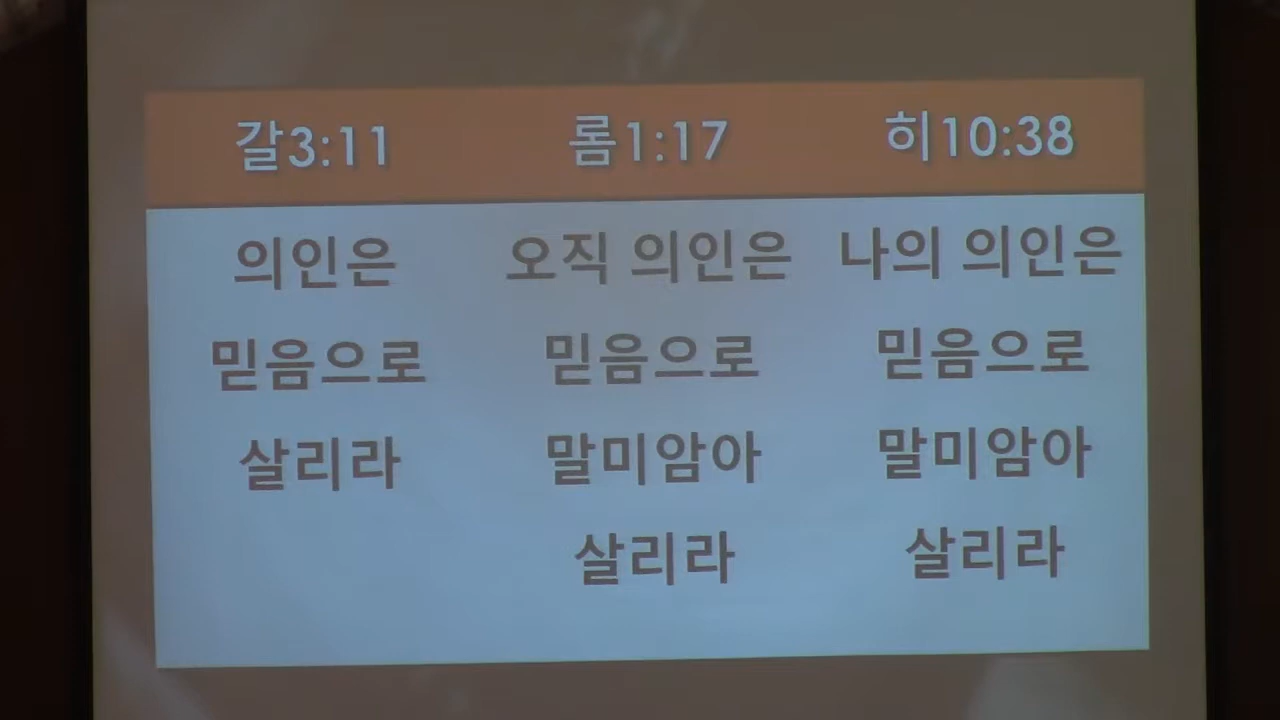 갈3:11 롬1:17 히10:38
의인은 오직 의인은 나의 의인은
믿음으로 믿음으로 믿음으로
살리라 말미암아 말미암아
살리라 살리라